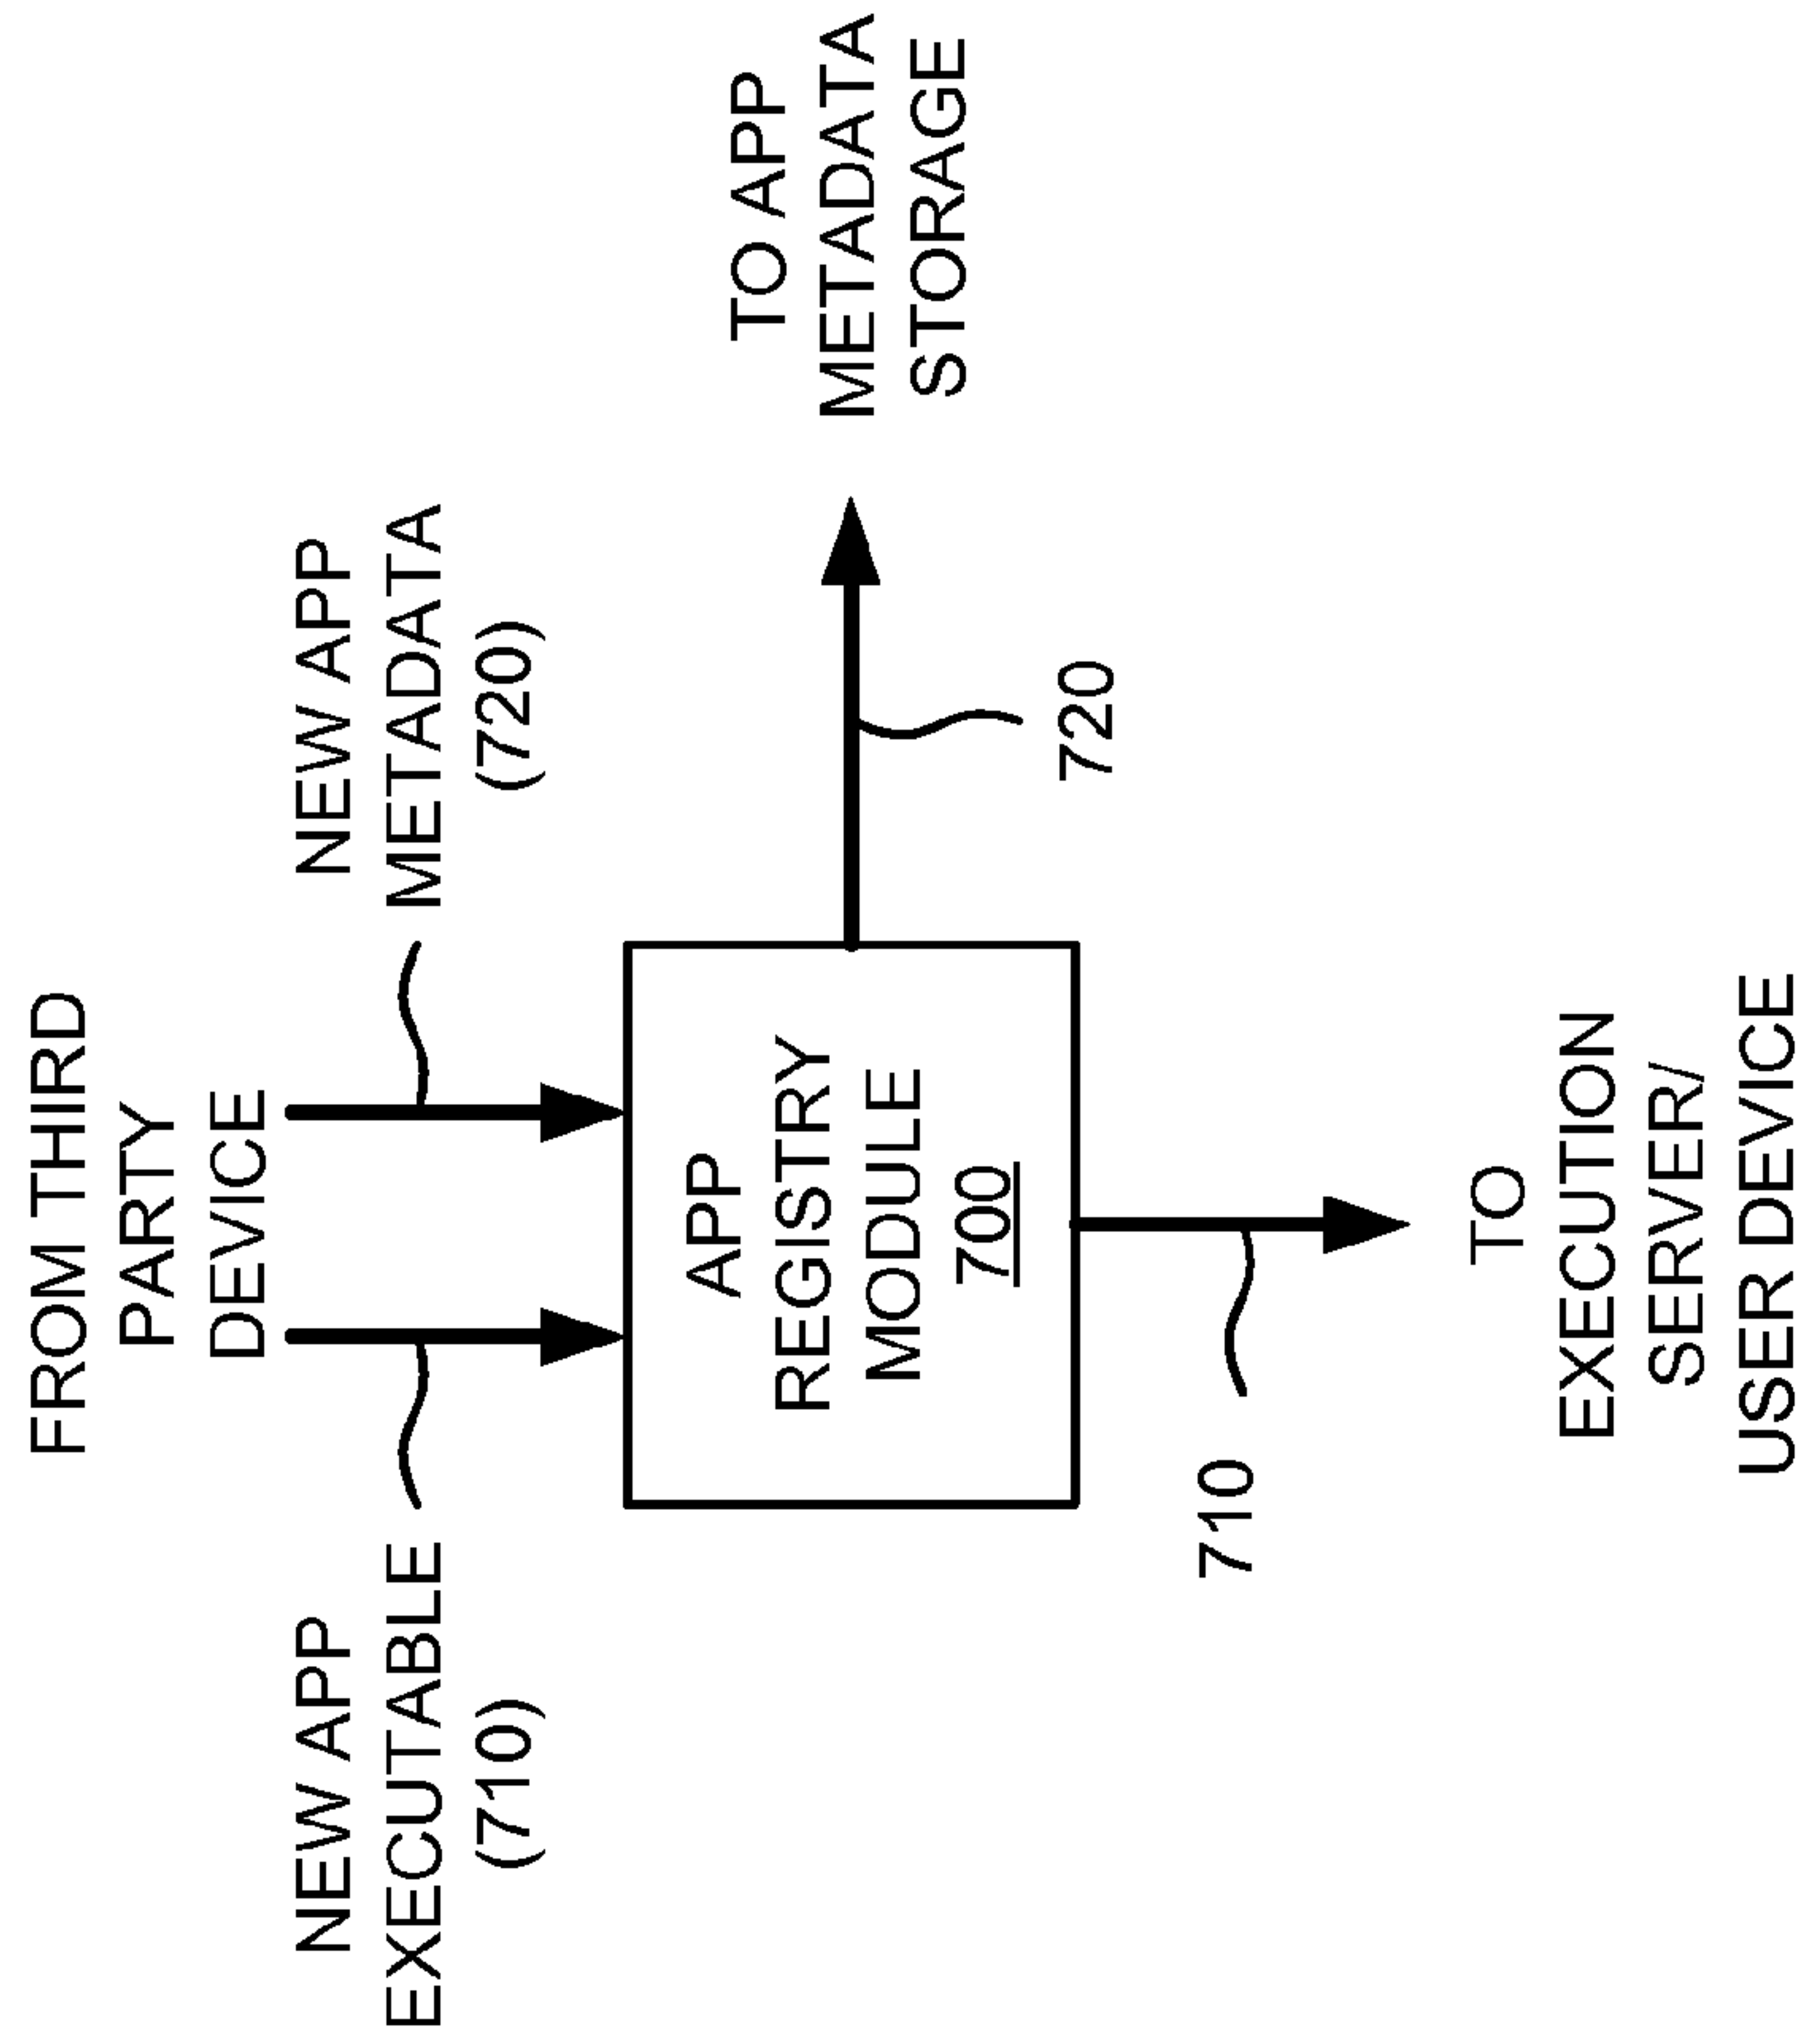 FROM THIRD
PARTY
DEVICE
NEW APP
EXECUTABLE
(710)
NEW APP
METADATA
(720)
APP
REGISTRY
MODULE
700
TO APP
METADATA
STORAGE
720
710
TO
EXECUTION
SERVER/
USER DEVICE